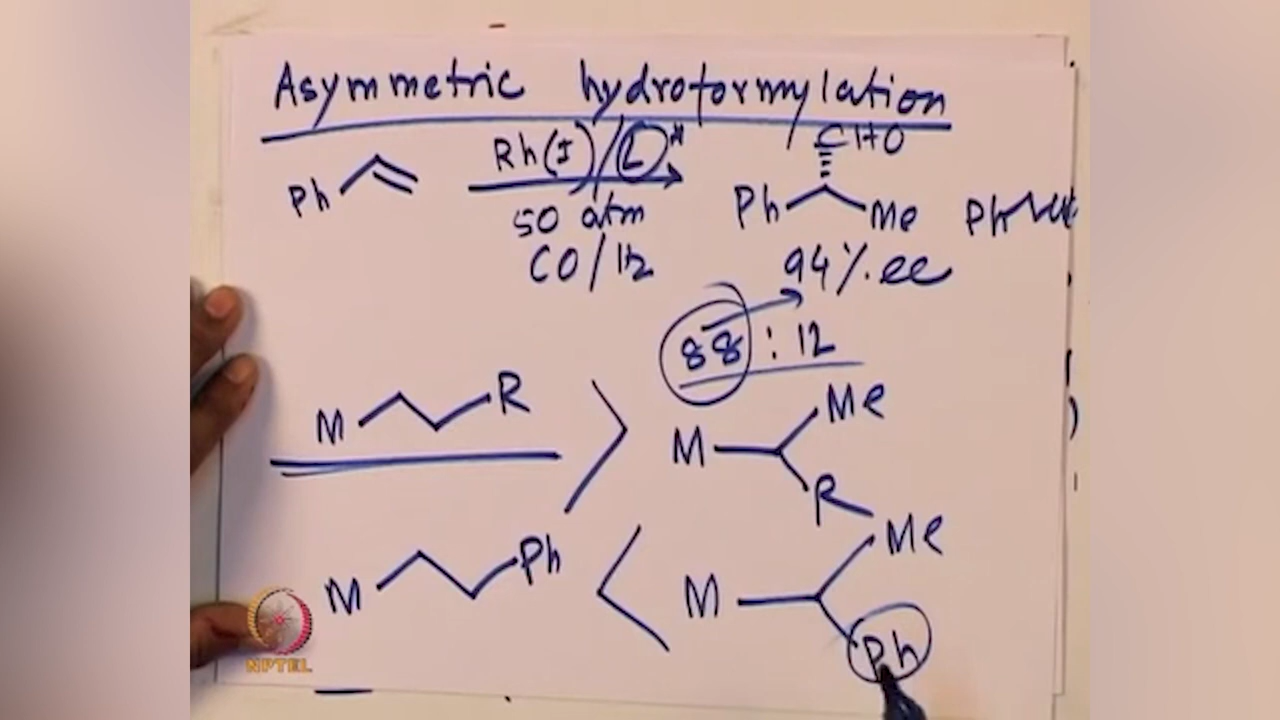 Asymmetric hydroformylation
Ph Rh(I)/L* CHO
50 atm Ph Me Ph
CO/H2 94%.ee
88 : 12
M R > M Me
R
M Ph < M Me
Ph
NPTEL